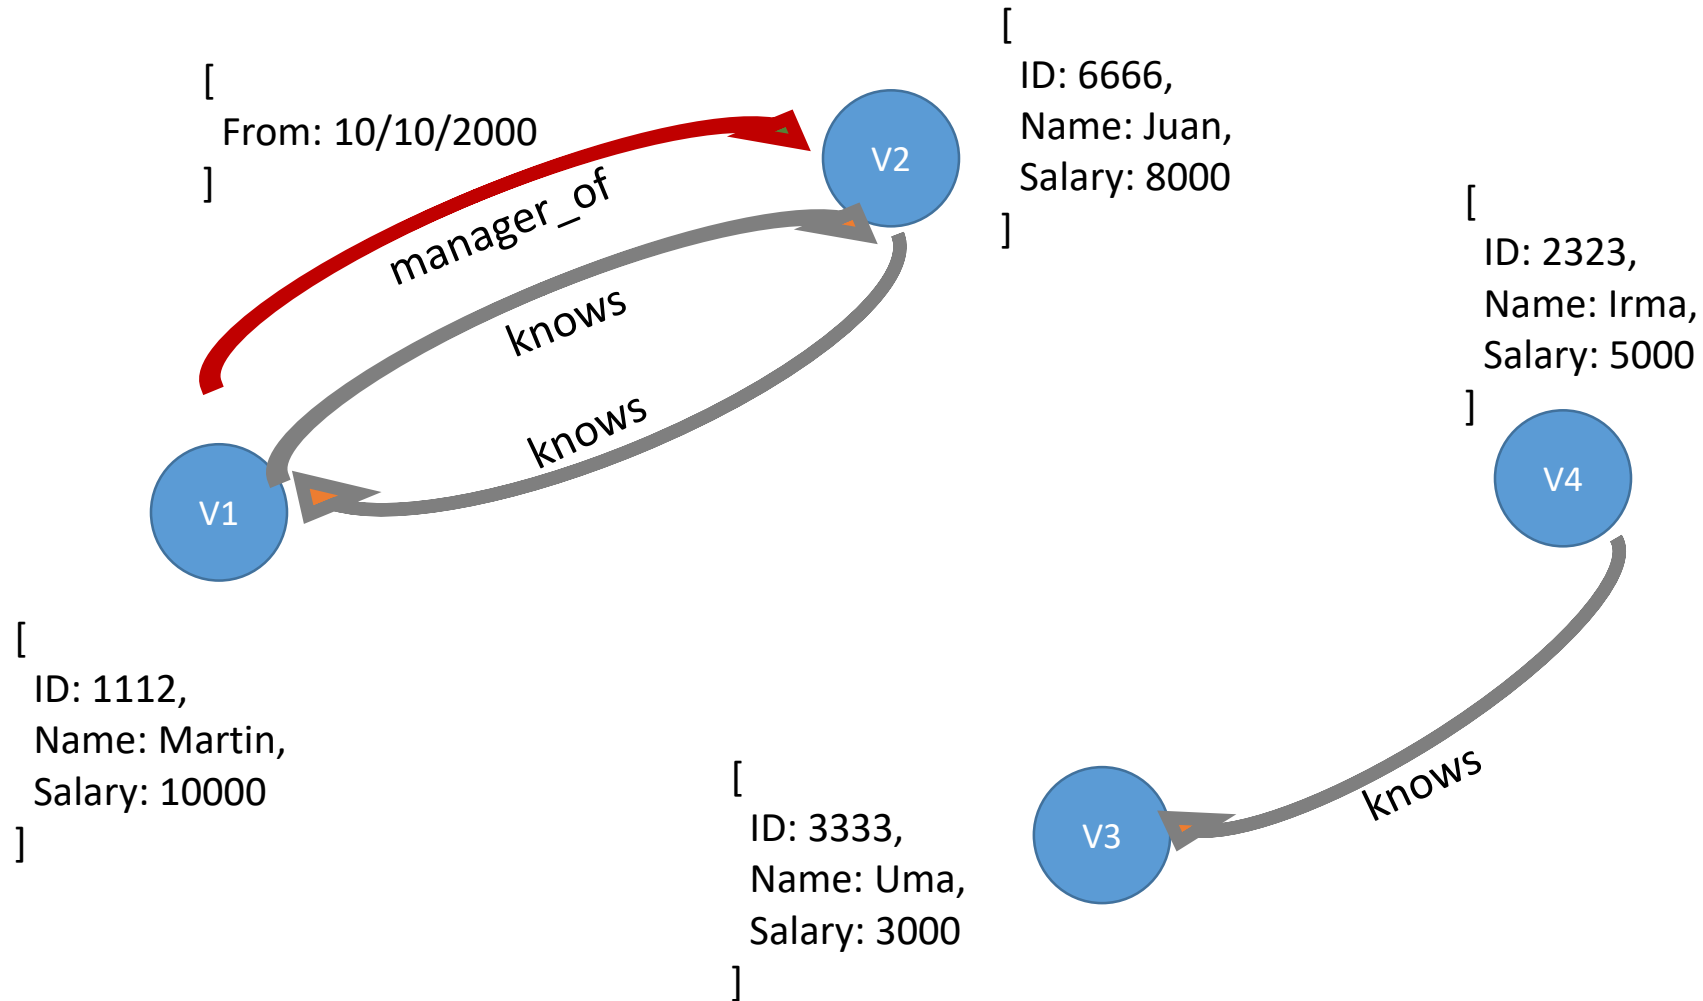 [
From: 10/10/2000
]
manager_of
knows
knows
V2
[
ID: 6666,
Name: Juan,
Salary: 8000
]
[
ID: 2323,
Name: Irma,
Salary: 5000
]
V4
V1
[
ID: 1112,
Name: Martin,
Salary: 10000
]
[
ID: 3333,
Name: Uma,
Salary: 3000
]
V3
knows